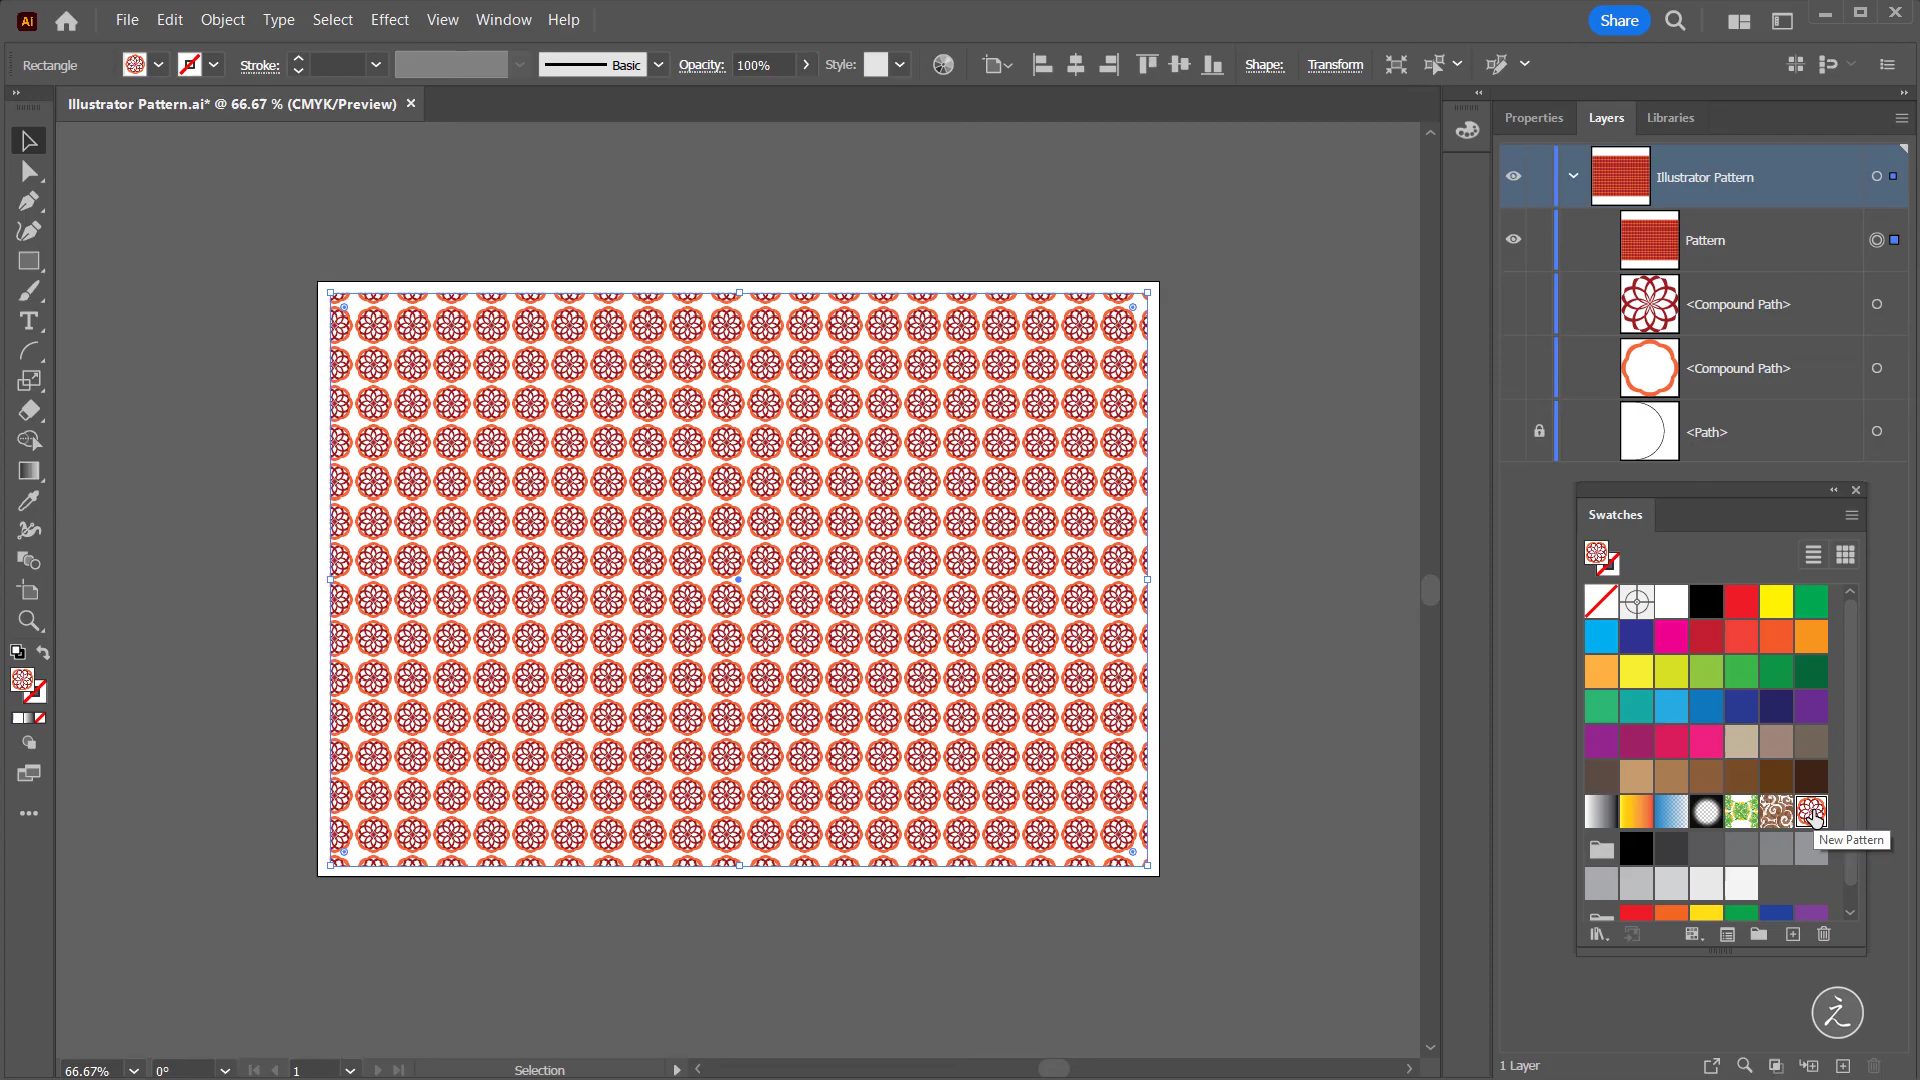 Ai File Edit Object Type Select Effect View Window Help Share
Rectangle Stroke: Basic Opacity: 100% Style: Shape: Transform
Illustrator Pattern.ai* @ 66.67 % (CMYK/Preview)
Properties Layers Libraries
Illustrator Pattern
Pattern
<Compound Path>
<Compound Path>
<Path>
Swatches
New Pattern
之
1 Layer
66.67% 0° 1 Selection